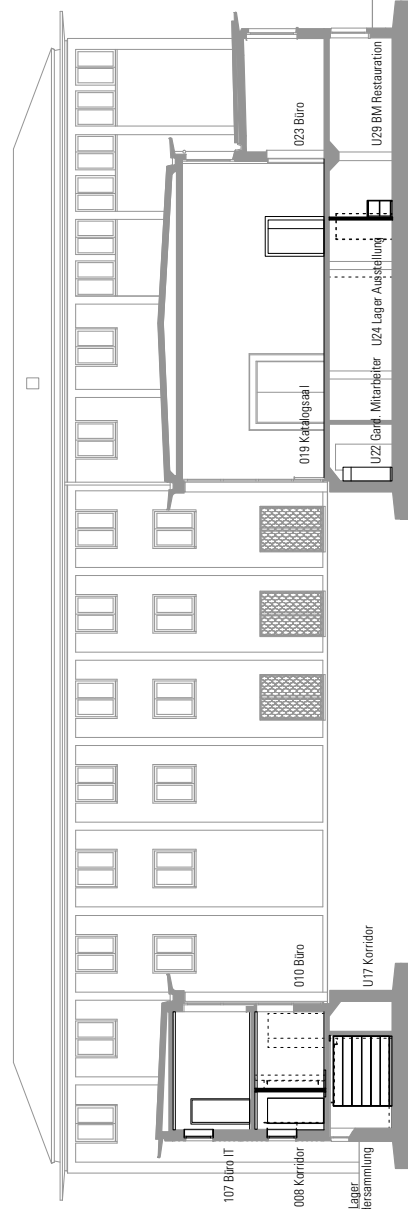 107 Büro IT
008 Korridor
Lager
lersammlung
010 Büro
U17 Korridor
019 Katalogsaal
U22 Gard. Mitarbeiter
U24 Lager Ausstellung
023 Büro
U29 BM Restauration